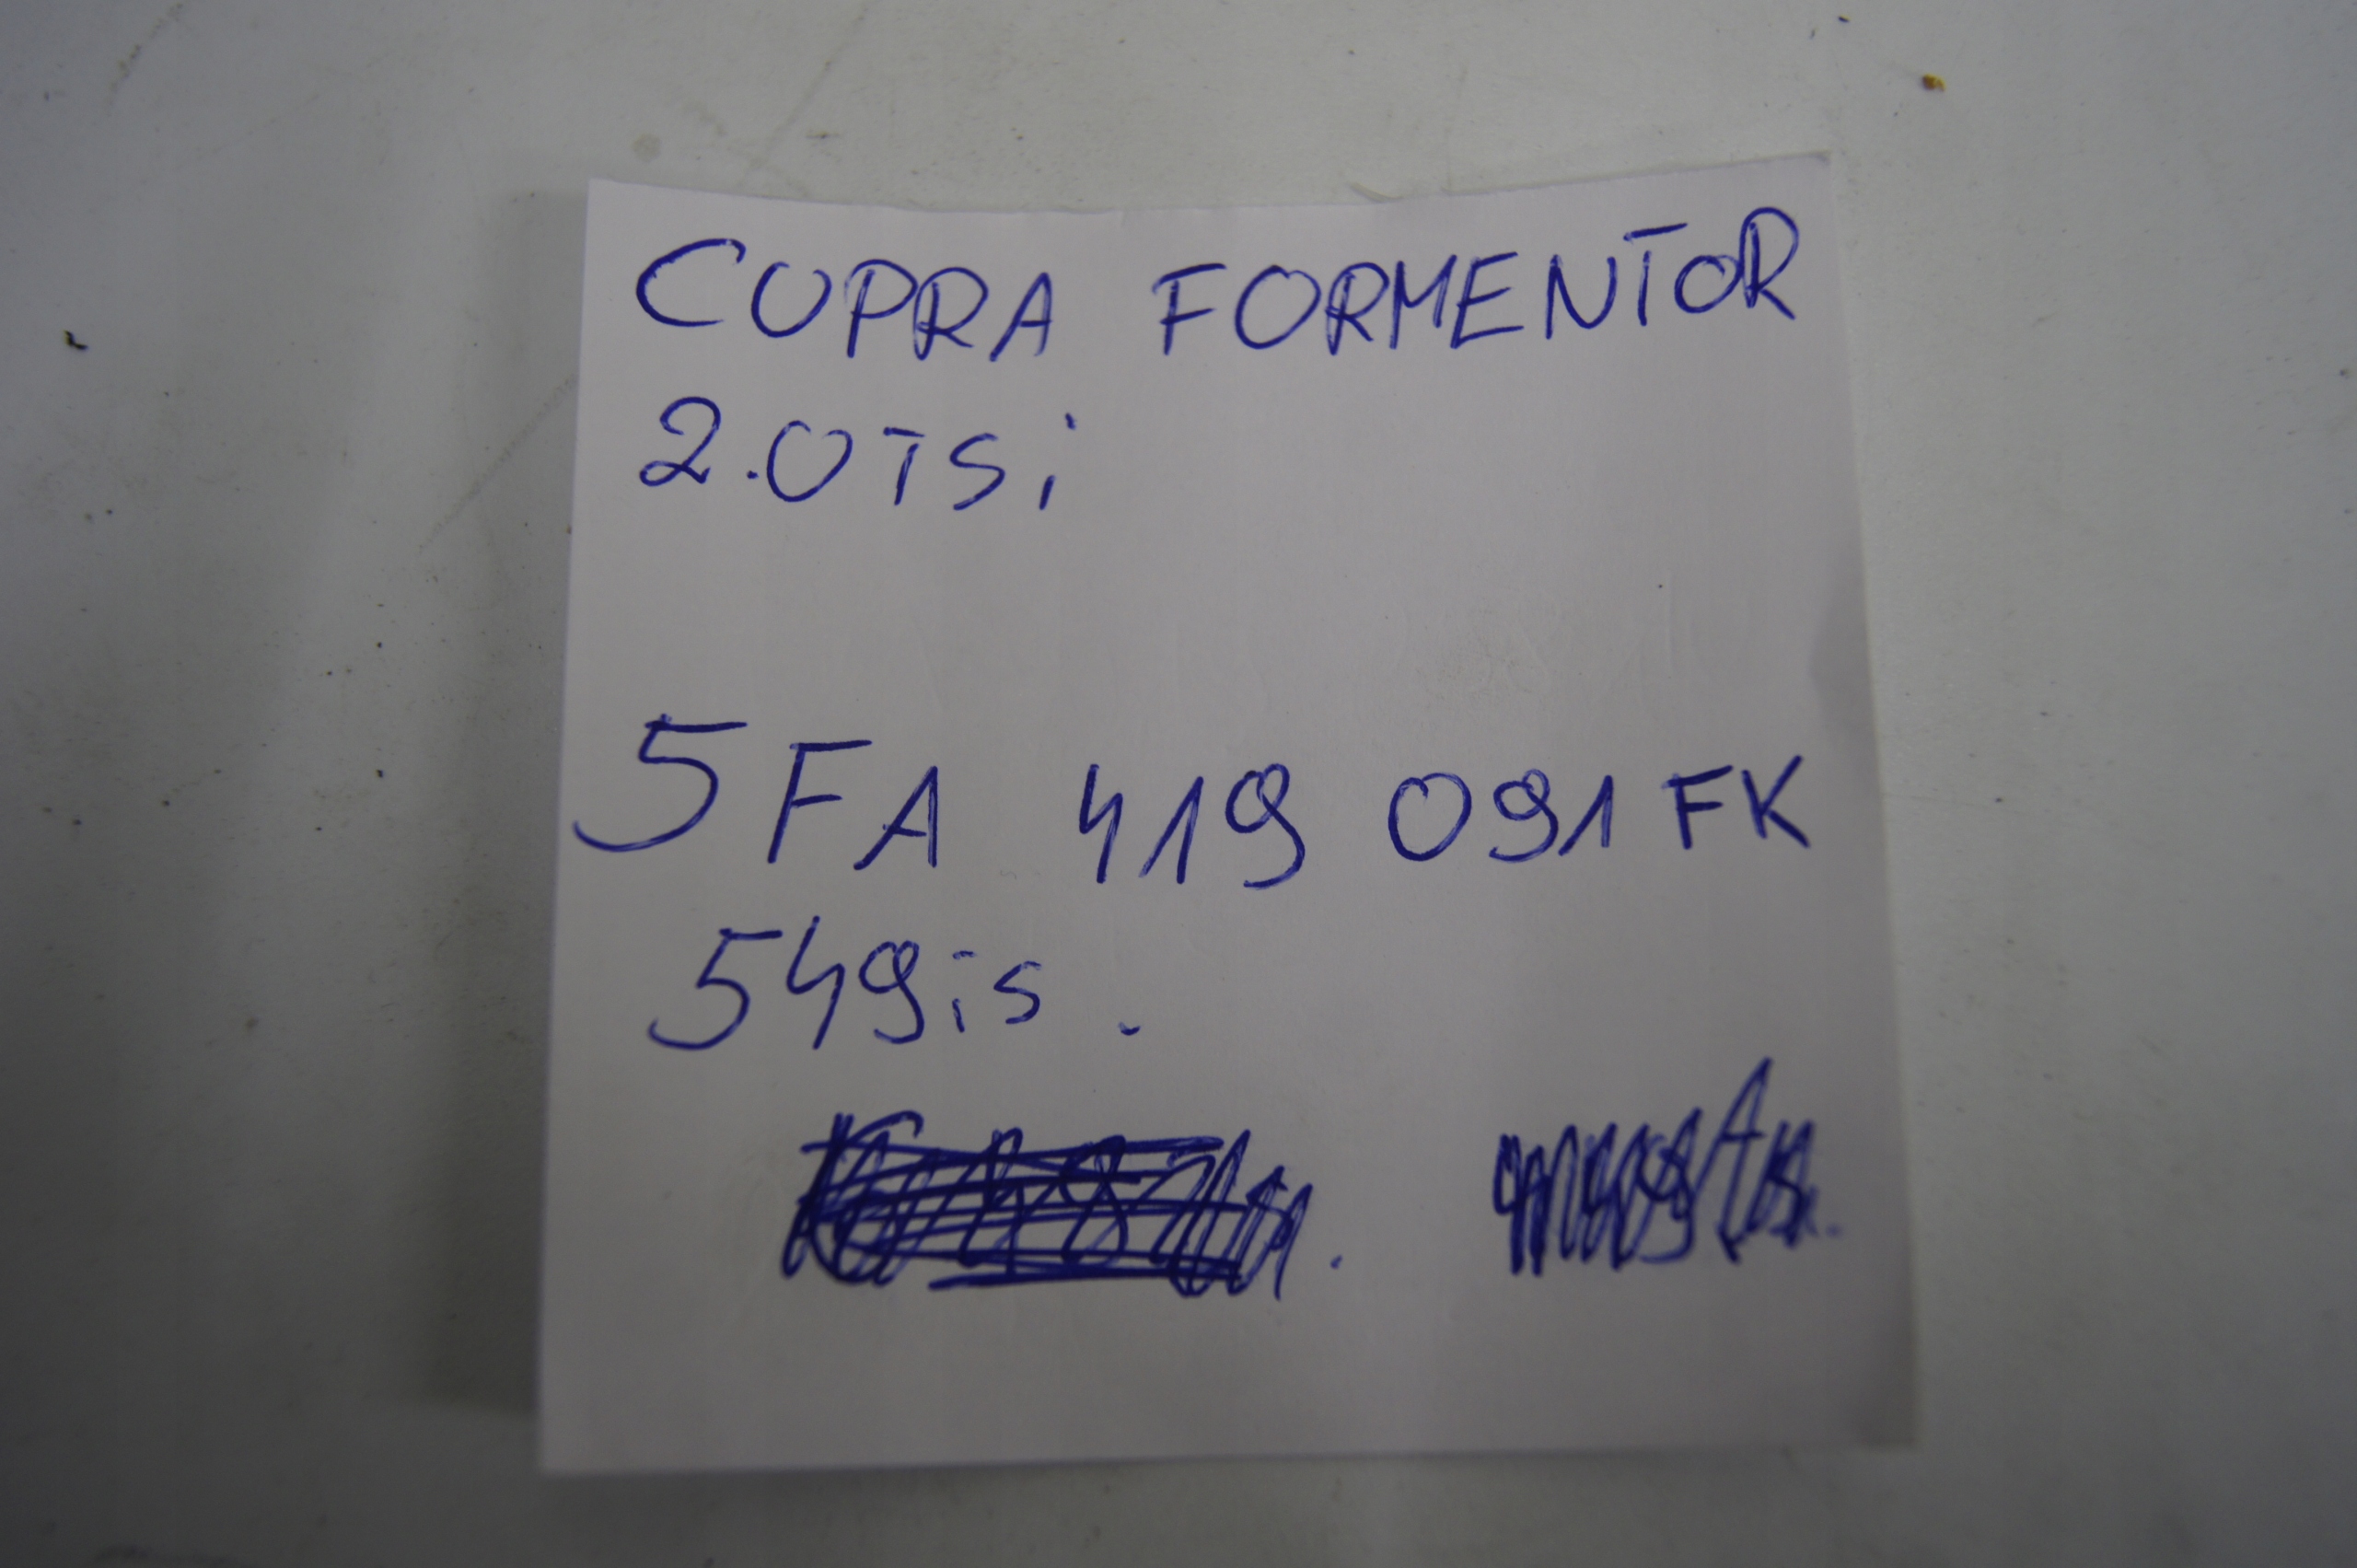 CUPRA FORMENTOR
2.0TSi
5FA 419 091 FK
549is.